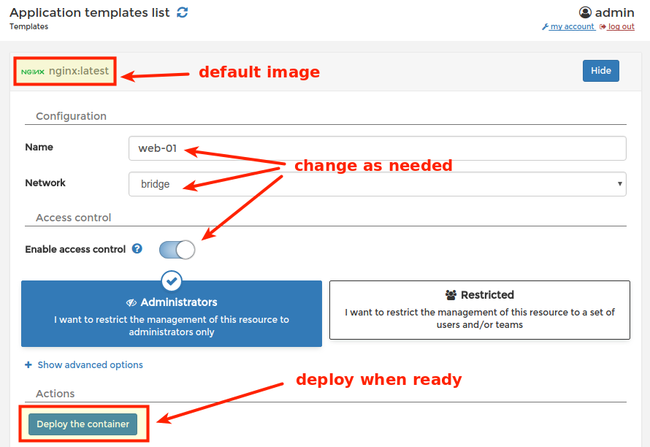 Application templates list
Templates
admin
my account log out
NGINX nginx:latest
default image
Hide
Configuration
Name
web-01
change as needed
Network
bridge
Access control
Enable access control
Administrators
I want to restrict the management of this resource to
administrators only
Restricted
I want to restrict the management of this resource to a set of
users and/or teams
+ Show advanced options
deploy when ready
Actions
Deploy the container